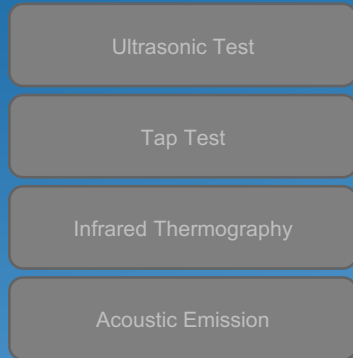 Ultrasonic Test
Tap Test
Infrared Thermography
Acoustic Emission